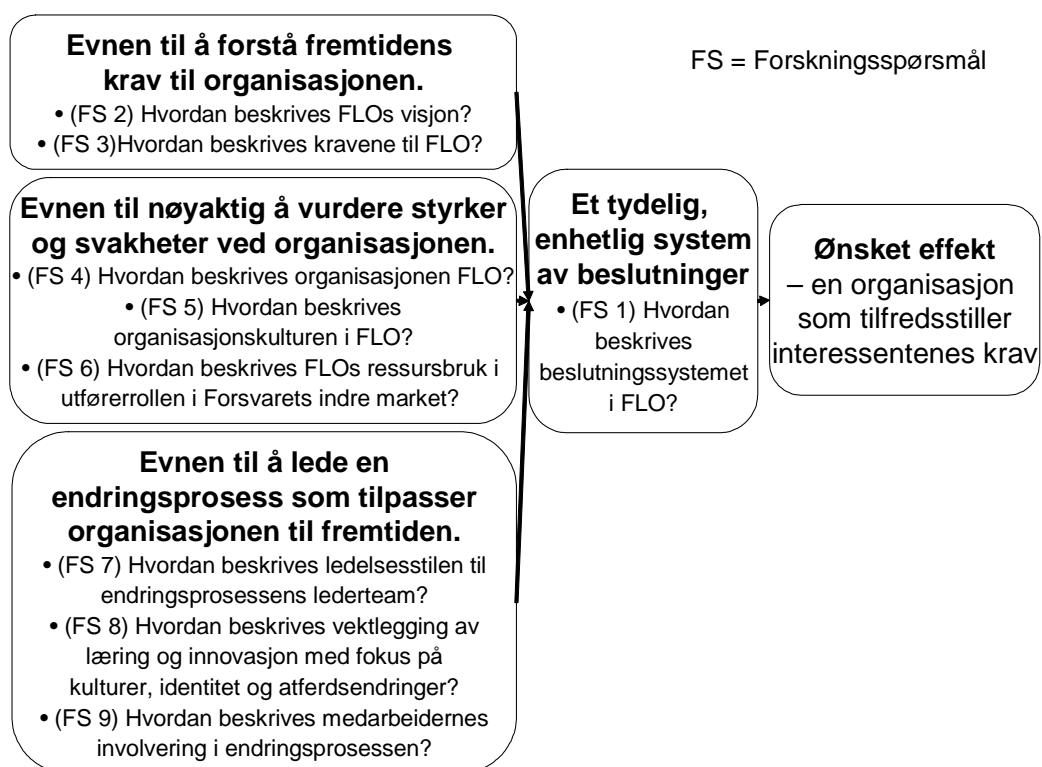 Evnen til å forstå fremtidens
krav til organisasjonen.
• (FS 2) Hvordan beskrives FLOs visjon?
• (FS 3)Hvordan beskrives kravene til FLO?
FS = Forskningsspørsmål
Evnen til nøyaktig å vurdere styrker
og svakheter ved organisasjonen.
• (FS 4) Hvordan beskrives organisasjonen FLO?
• (FS 5) Hvordan beskrives
organisasjonskulturen i FLO?
• (FS 6) Hvordan beskrives FLOs ressursbruk i
utførerrollen i Forsvarets indre market?
Evnen til å lede en
endringsprosess som tilpasser
organisasjonen til fremtiden.
• (FS 7) Hvordan beskrives ledelsesstilen til
endringsprosessens lederteam?
• (FS 8) Hvordan beskrives vektlegging av
læring og innovasjon med fokus på
kulturer, identitet og atferdsendringer?
• (FS 9) Hvordan beskrives medarbeidernes
involvering i endringsprosessen?
Et tydelig,
enhetlig system
av beslutninger
• (FS 1) Hvordan
beskrives
beslutningssystemet
i FLO?
Ønsket effekt
– en organisasjon
som tilfredsstiller
interessentenes krav